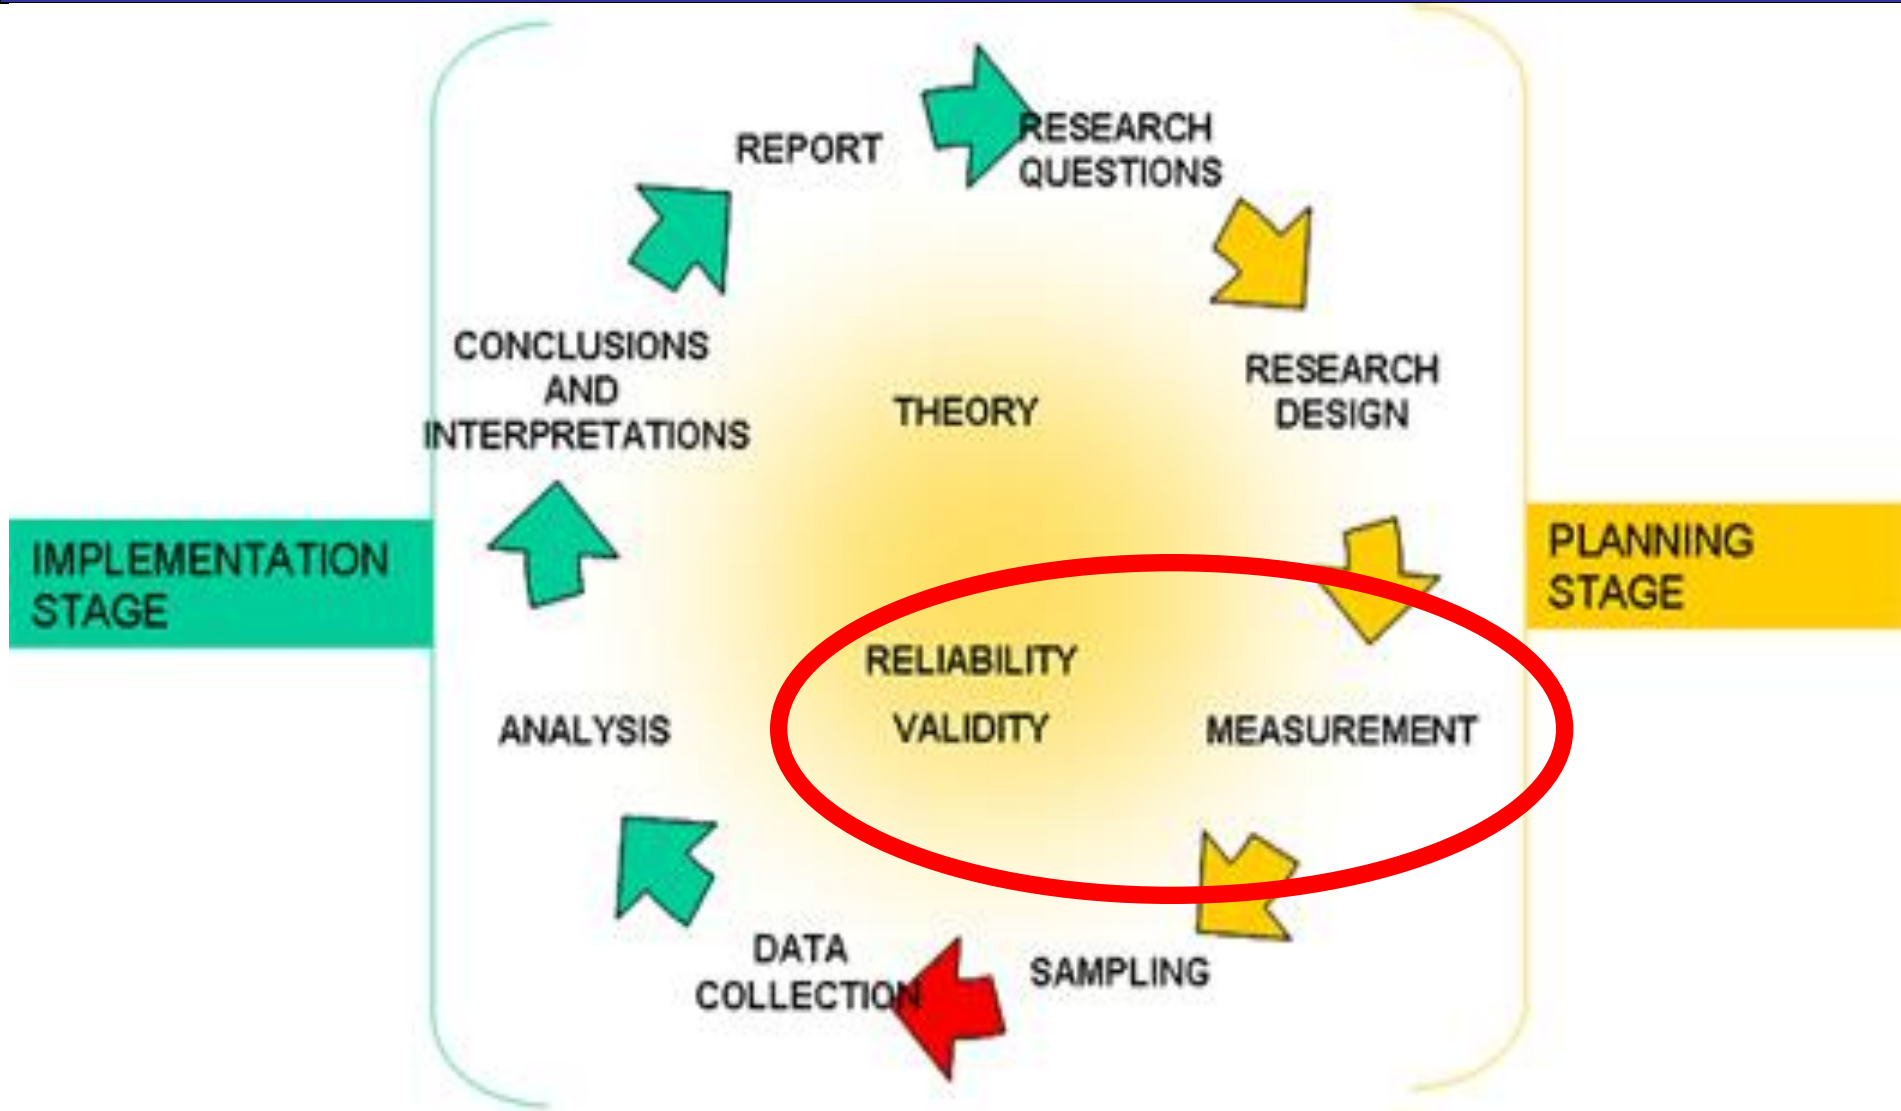 REPORT
RESEARCH
QUESTIONS
CONCLUSIONS
AND
INTERPRETATIONS
THEORY
RESEARCH
DESIGN
IMPLEMENTATION
STAGE
PLANNING
STAGE
RELIABILITY
VALIDITY
ANALYSIS
MEASUREMENT
DATA
COLLECTION
SAMPLING